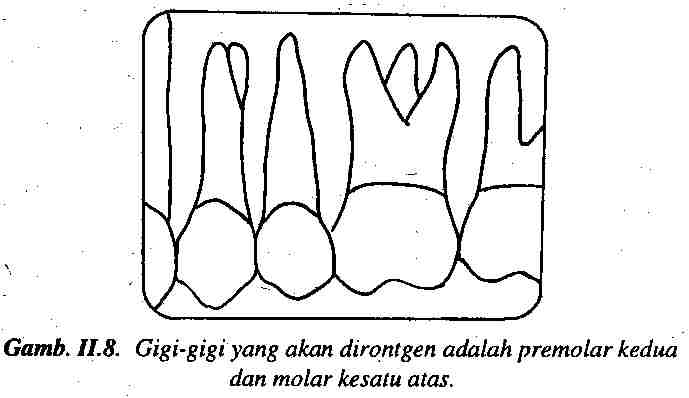 Gamb. II.8. Gigi-gigi yang akan dirontgen adalah premolar kedua
dan molar kesatu atas.